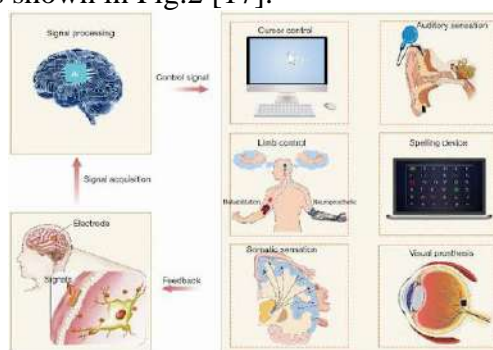 s shown in Fig.2 [17].
Signal processing
Control signal
Cursor control
Auditory sensation
Signal acquisition
Limb control
Rehabilitation
Neuroprosthetic
Spelling device
Electrode
Signals
Feedback
Somatic sensation
Visual prosthesis